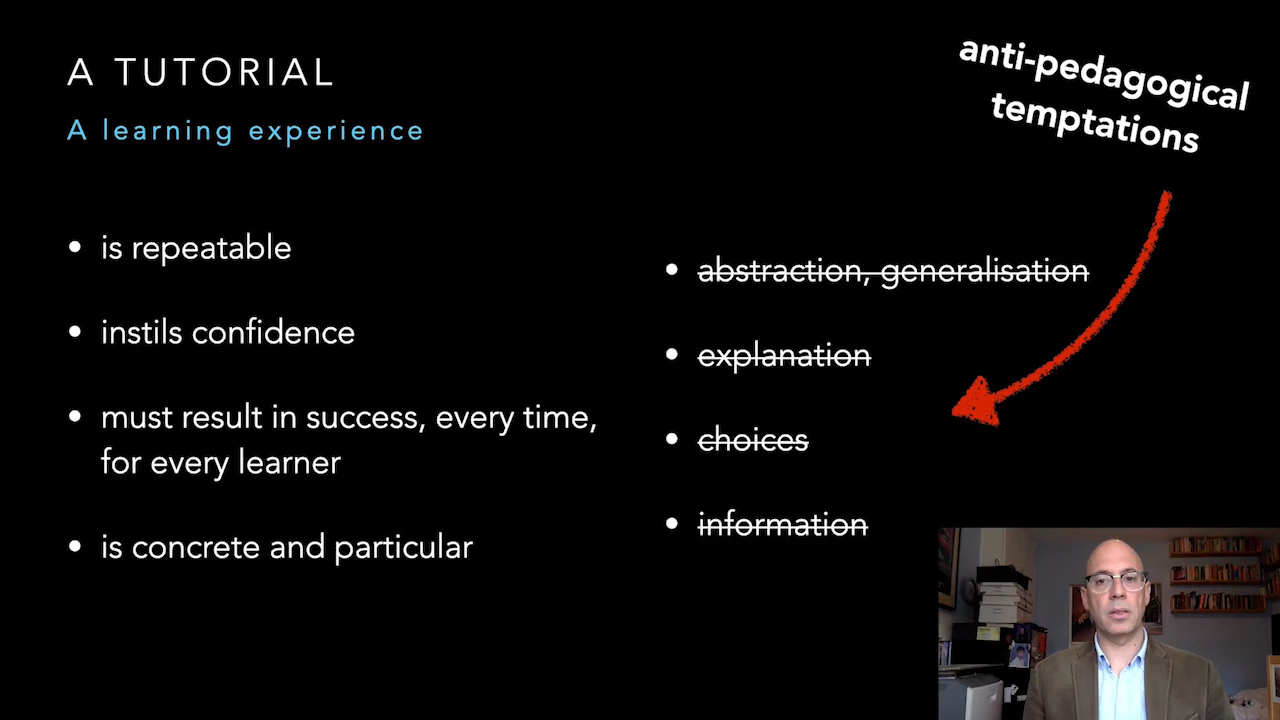 A TUTORIAL
A learning experience
anti-pedagogical
temptations
• is repeatable
• instils confidence
• must result in success, every time,
for every learner
• is concrete and particular
• abstraction, generalisation
• explanation
• choices
• information